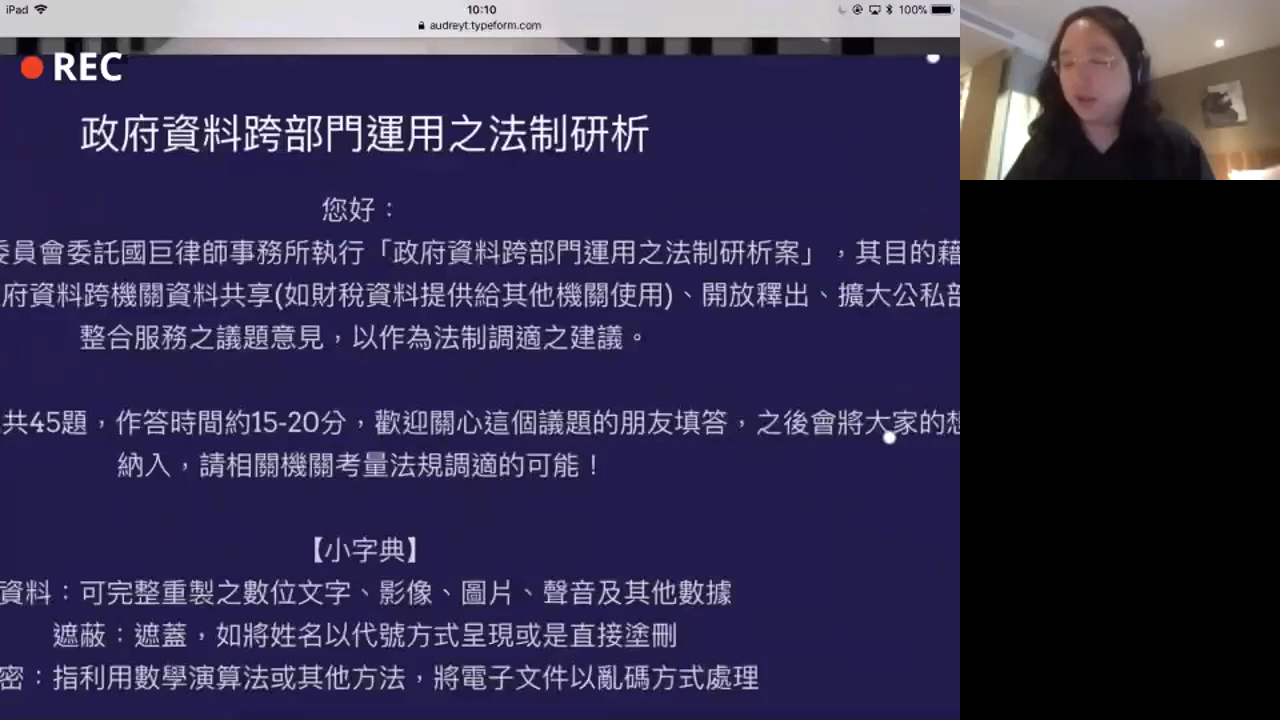 iPad
10:10
100%
audreyt.typeform.com
REC
政府資料跨部門運用之法制研析
您好：
委員會委託國巨律師事務所執行「政府資料跨部門運用之法制研析案」，其目的藉
府資料跨機關資料共享(如財稅資料提供給其他機關使用)、開放釋出、擴大公私部
整合服務之議題意見，以作為法制調適之建議。
共45題，作答時間約15-20分，歡迎關心這個議題的朋友填答，之後會將大家的想
納入，請相關機關考量法規調適的可能！
【小字典】
資料：可完整重製之數位文字、影像、圖片、聲音及其他數據
遮蔽：遮蓋，如將姓名以代號方式呈現或是直接塗刪
密：指利用數學演算法或其他方法，將電子文件以亂碼方式處理